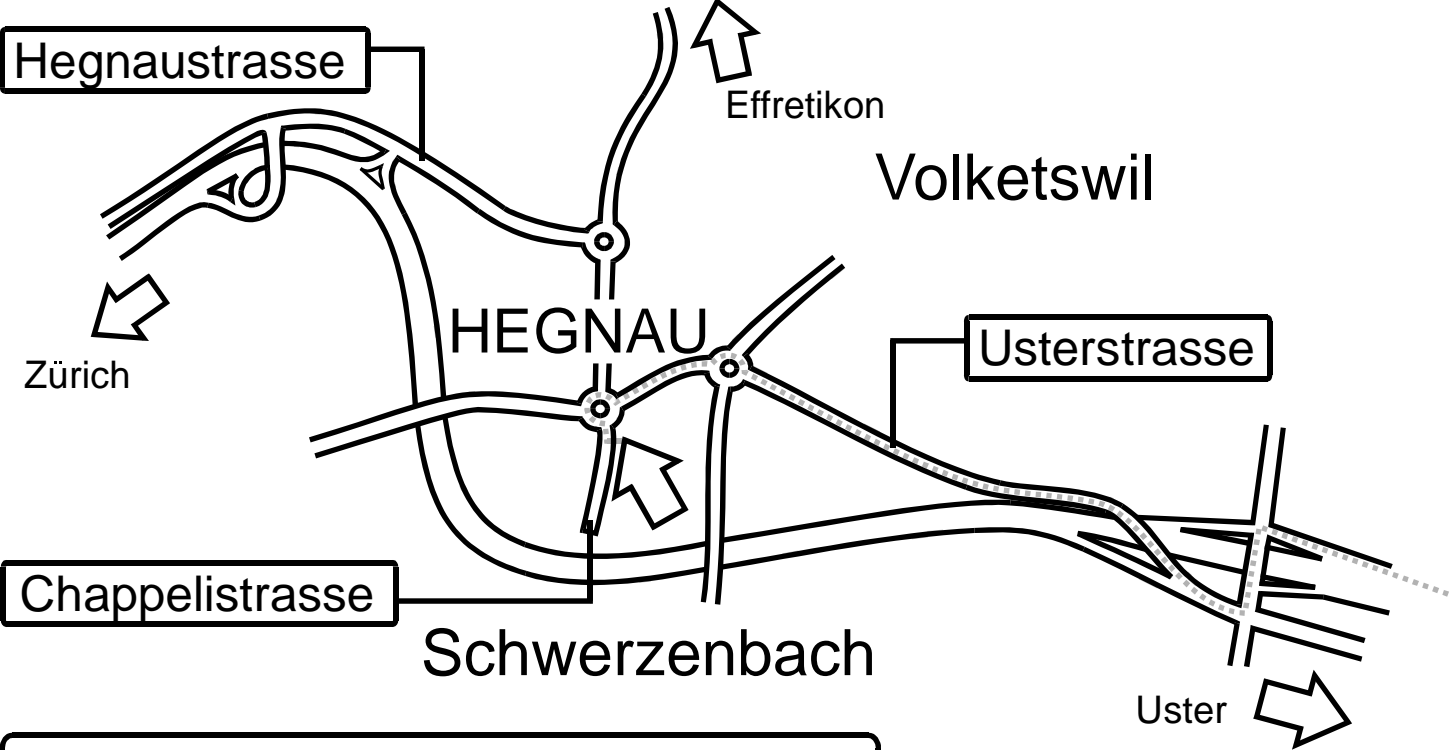 Hegnaustrasse
Effretikon
Volketswil
HEGNAU
Usterstrasse
Zürich
Chappelistrasse
Schwerzenbach
Uster